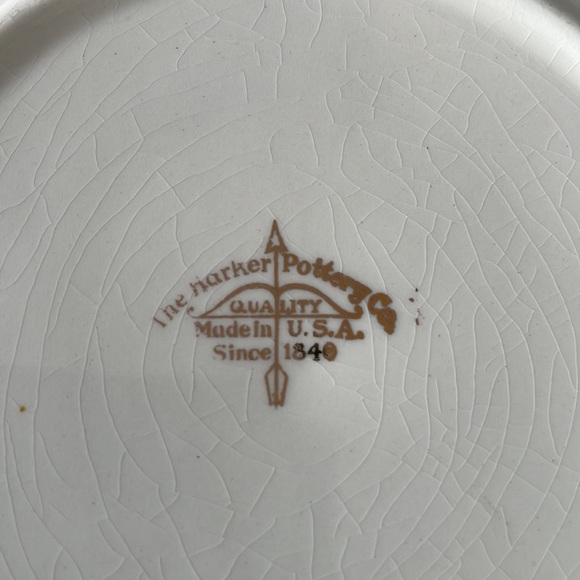 The Harker Pottery Co.
QUALITY
Made in U.S.A.
Since 1840